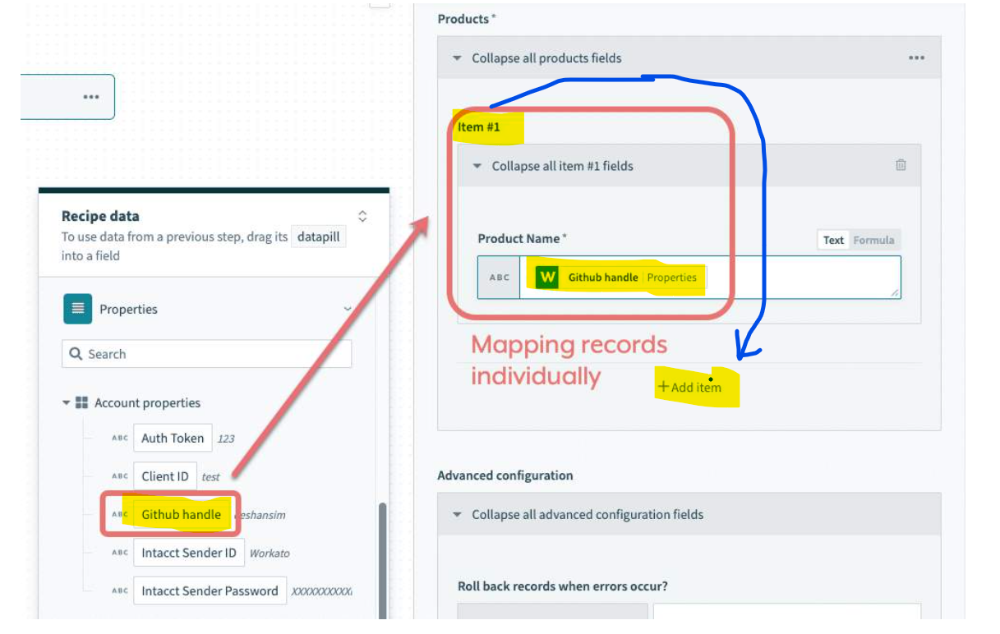 Products *
Collapse all products fields
Item #1
Collapse all item #1 fields
Recipe data
To use data from a previous step, drag its datapill
into a field
Product Name *
Text Formula
ABC W Github handle | Properties
Properties
Search
Mapping records
individually
+ Add item
Account properties
ABC Auth Token 123
ABC Client ID test
Advanced configuration
ABC Github handle eshansim
Collapse all advanced configuration fields
ABC Intacct Sender ID Workato
ABC Intacct Sender Password XXXXXXXXXX
Roll back records when errors occur?